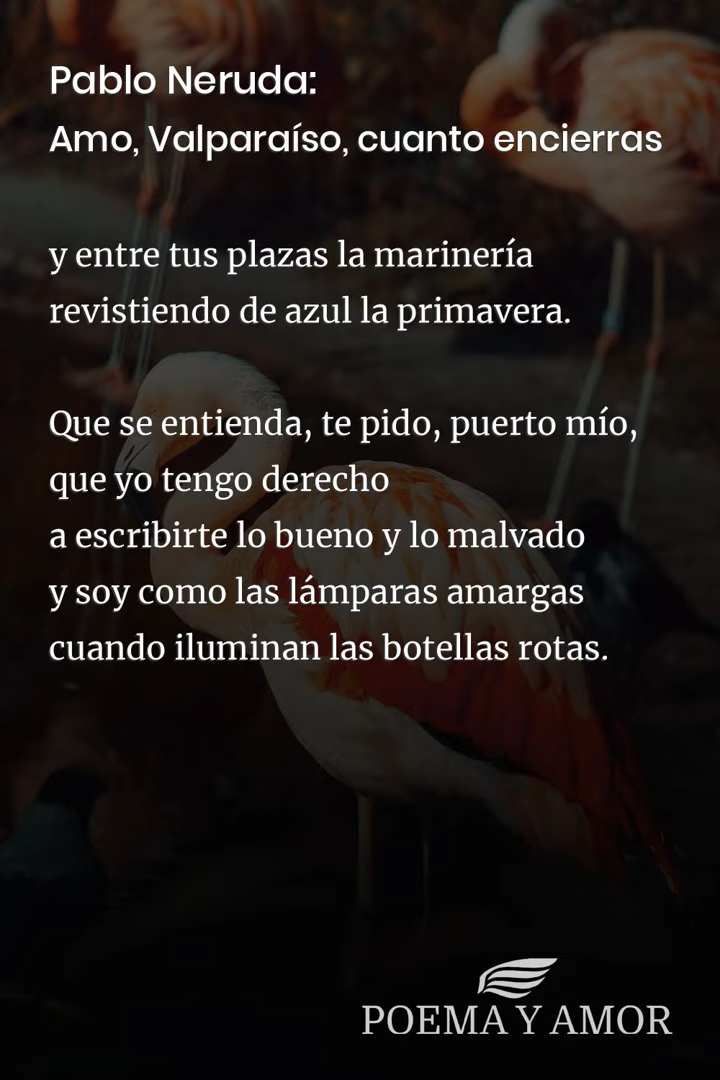 Pablo Neruda:
Amo, Valparaíso, cuanto encierras
y entre tus plazas la marinería
revistiendo de azul la primavera.
Que se entienda, te pido, puerto mío,
que yo tengo derecho
a escribirte lo bueno y lo malvado
y soy como las lámparas amargas
cuando iluminan las botellas rotas.
POEMA Y AMOR